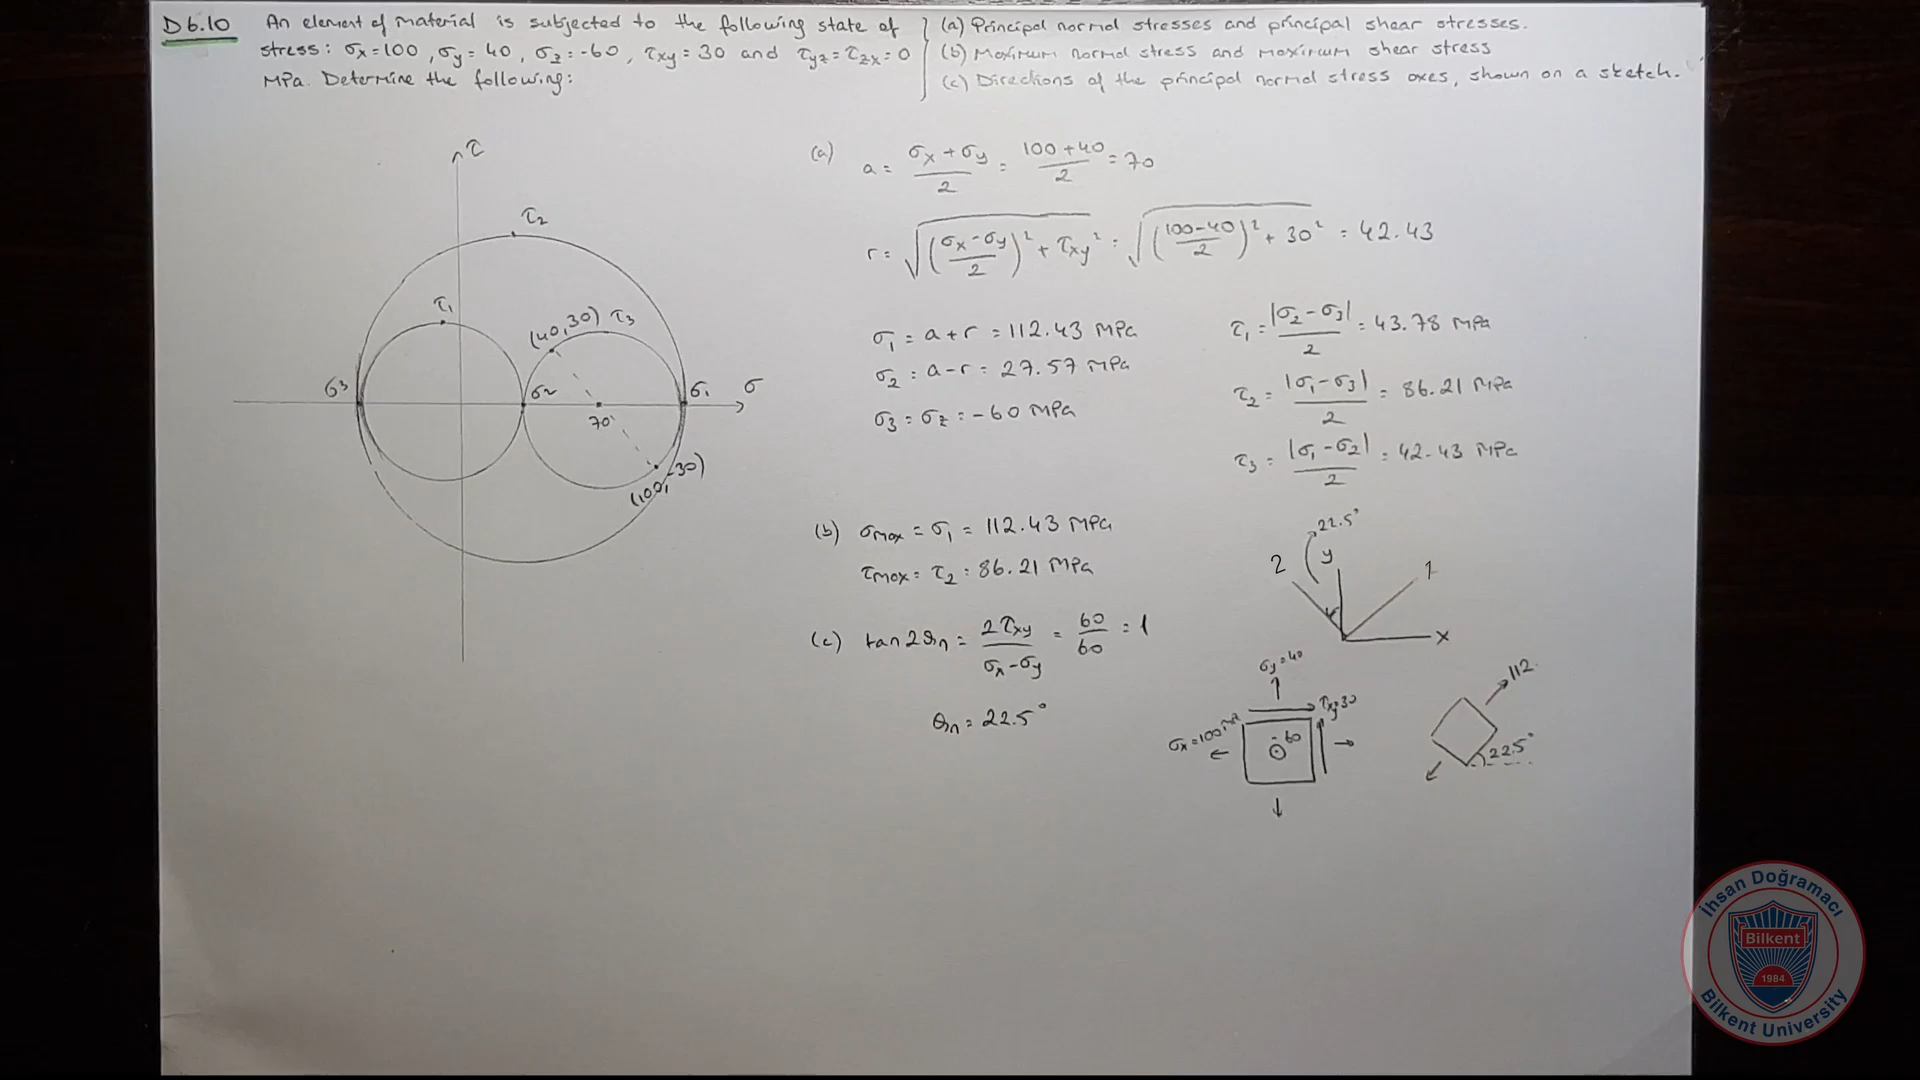 D6.10 An element of material is subjected to the following state of
stress: σx=100, σy=40, σz=-60, τxy=30 and τyz=τzx=0
MPa. Determine the following:
(a) Principal normal stresses and principal shear stresses.
(b) Maximum normal stress and maximum shear stress
(c) Directions of the principal normal stress axes, shown on a sketch.
τ
τ2
τ1
(40,30) τ3
σ3
σ2
σ1
σ
70
(100,-30)
(a) a = (σx+σy)/2 = (100+40)/2 = 70
r = √(((σx-σy)/2)² + τxy²) = √(((100-40)/2)² + 30²) = 42.43
σ1 = a+r = 112.43 MPa
σ2 = a-r = 27.57 MPa
σ3 = σz = -60 MPa
τ1 = |σ2-σ3|/2 = 43.78 MPa
τ2 = |σ1-σ3|/2 = 86.21 MPa
τ3 = |σ1-σ2|/2 = 42.43 MPa
(b) σmax = σ1 = 112.43 MPa
τmax = τ2 = 86.21 MPa
(c) tan2θn = 2τxy/(σx-σy) = 60/60 = 1
θn = 22.5°
22.5°
2
y
1
x
σy=40
τxy=30
σx=100
-60
112
22.5°
İhsan Doğramacı
Bilkent
1984
Bilkent University